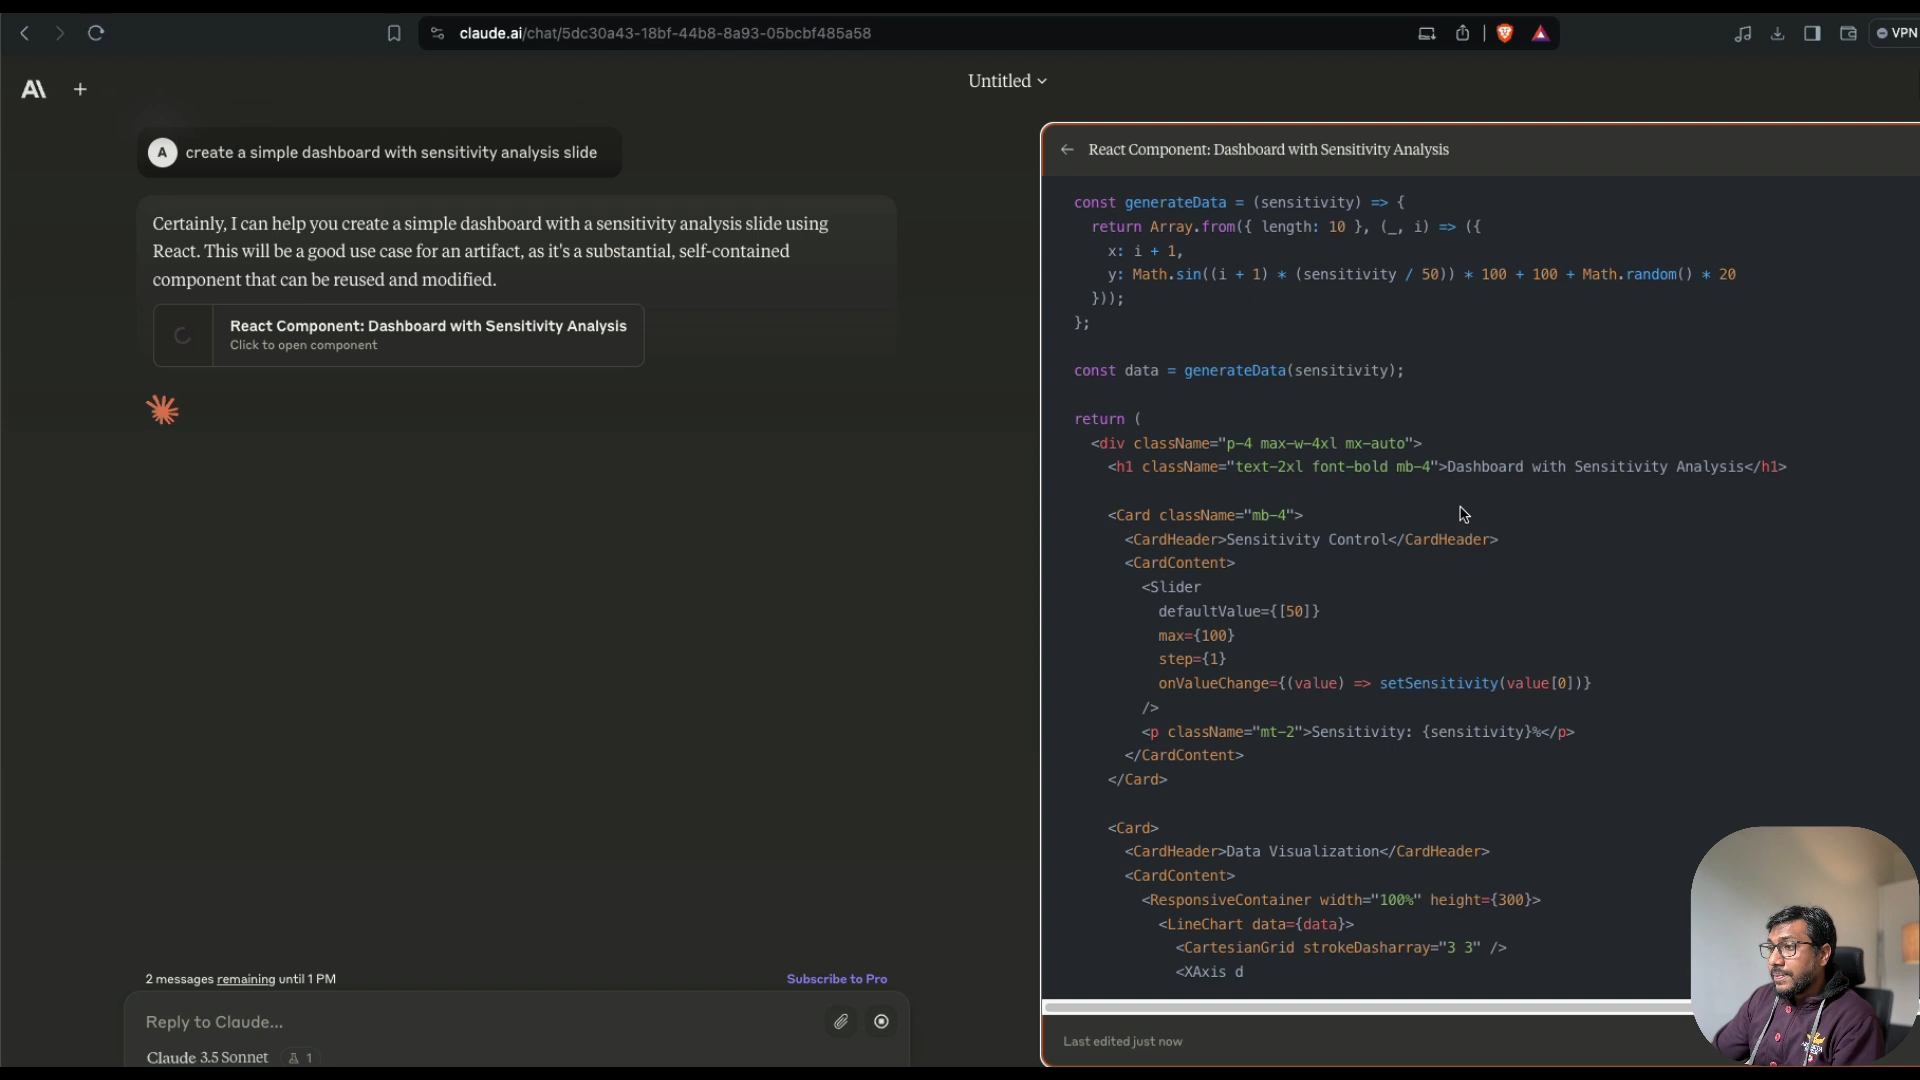 claude.ai/chat/5dc30a43-18bf-44b8-8a93-05bcbf485a58
VPN
A\
+
Untitled
A
create a simple dashboard with sensitivity analysis slide
Certainly, I can help you create a simple dashboard with a sensitivity analysis slide using
React. This will be a good use case for an artifact, as it's a substantial, self-contained
component that can be reused and modified.
React Component: Dashboard with Sensitivity Analysis
Click to open component
2 messages remaining until 1 PM
Subscribe to Pro
Reply to Claude...
Claude 3.5 Sonnet
1
← React Component: Dashboard with Sensitivity Analysis
const generateData = (sensitivity) => {
return Array.from({ length: 10 }, (_, i) => ({
x: i + 1,
y: Math.sin((i + 1) * (sensitivity / 50)) * 100 + 100 + Math.random() * 20
}));
};
const data = generateData(sensitivity);
return (
<div className="p-4 max-w-4xl mx-auto">
<h1 className="text-2xl font-bold mb-4">Dashboard with Sensitivity Analysis</h1>
<Card className="mb-4">
<CardHeader>Sensitivity Control</CardHeader>
<CardContent>
<Slider
defaultValue={[50]}
max={100}
step={1}
onValueChange={(value) => setSensitivity(value[0])}
/>
<p className="mt-2">Sensitivity: {sensitivity}%</p>
</CardContent>
</Card>
<Card>
<CardHeader>Data Visualization</CardHeader>
<CardContent>
<ResponsiveContainer width="100%" height={300}>
<LineChart data={data}>
<CartesianGrid strokeDasharray="3 3" />
<XAxis d
Last edited just now